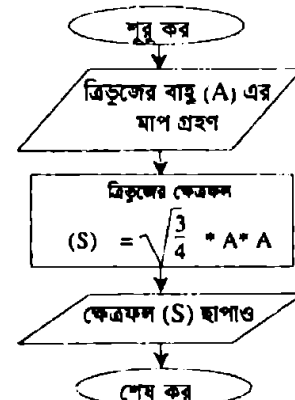 শুরু কর
ত্রিভুজের বাহু (A) এর
মাপ গ্রহণ
ত্রিভুজের ক্ষেত্রফল
(S) = √3/4 * A* A
ক্ষেত্রফল (S) ছাপাও
শেষ কর